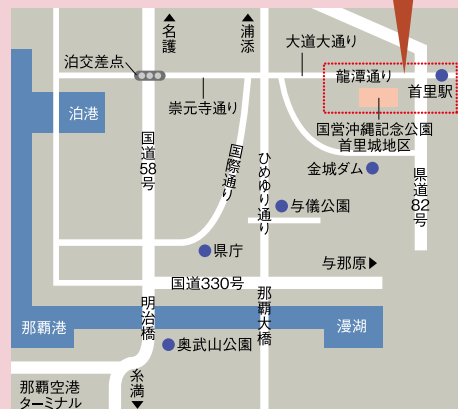 ▲
名護
▲
浦添
大道大通り
泊交差点
龍潭通り
首里駅
崇元寺通り
泊港
国営沖縄記念公園
首里城地区
国道58号
国際通り
ひめゆり通り
金城ダム
県道82号
与儀公園
県庁
与那原▶
国道330号
那覇大橋
明治橋
那覇港
漫湖
奥武山公園
糸満
▼
那覇空港
ターミナル